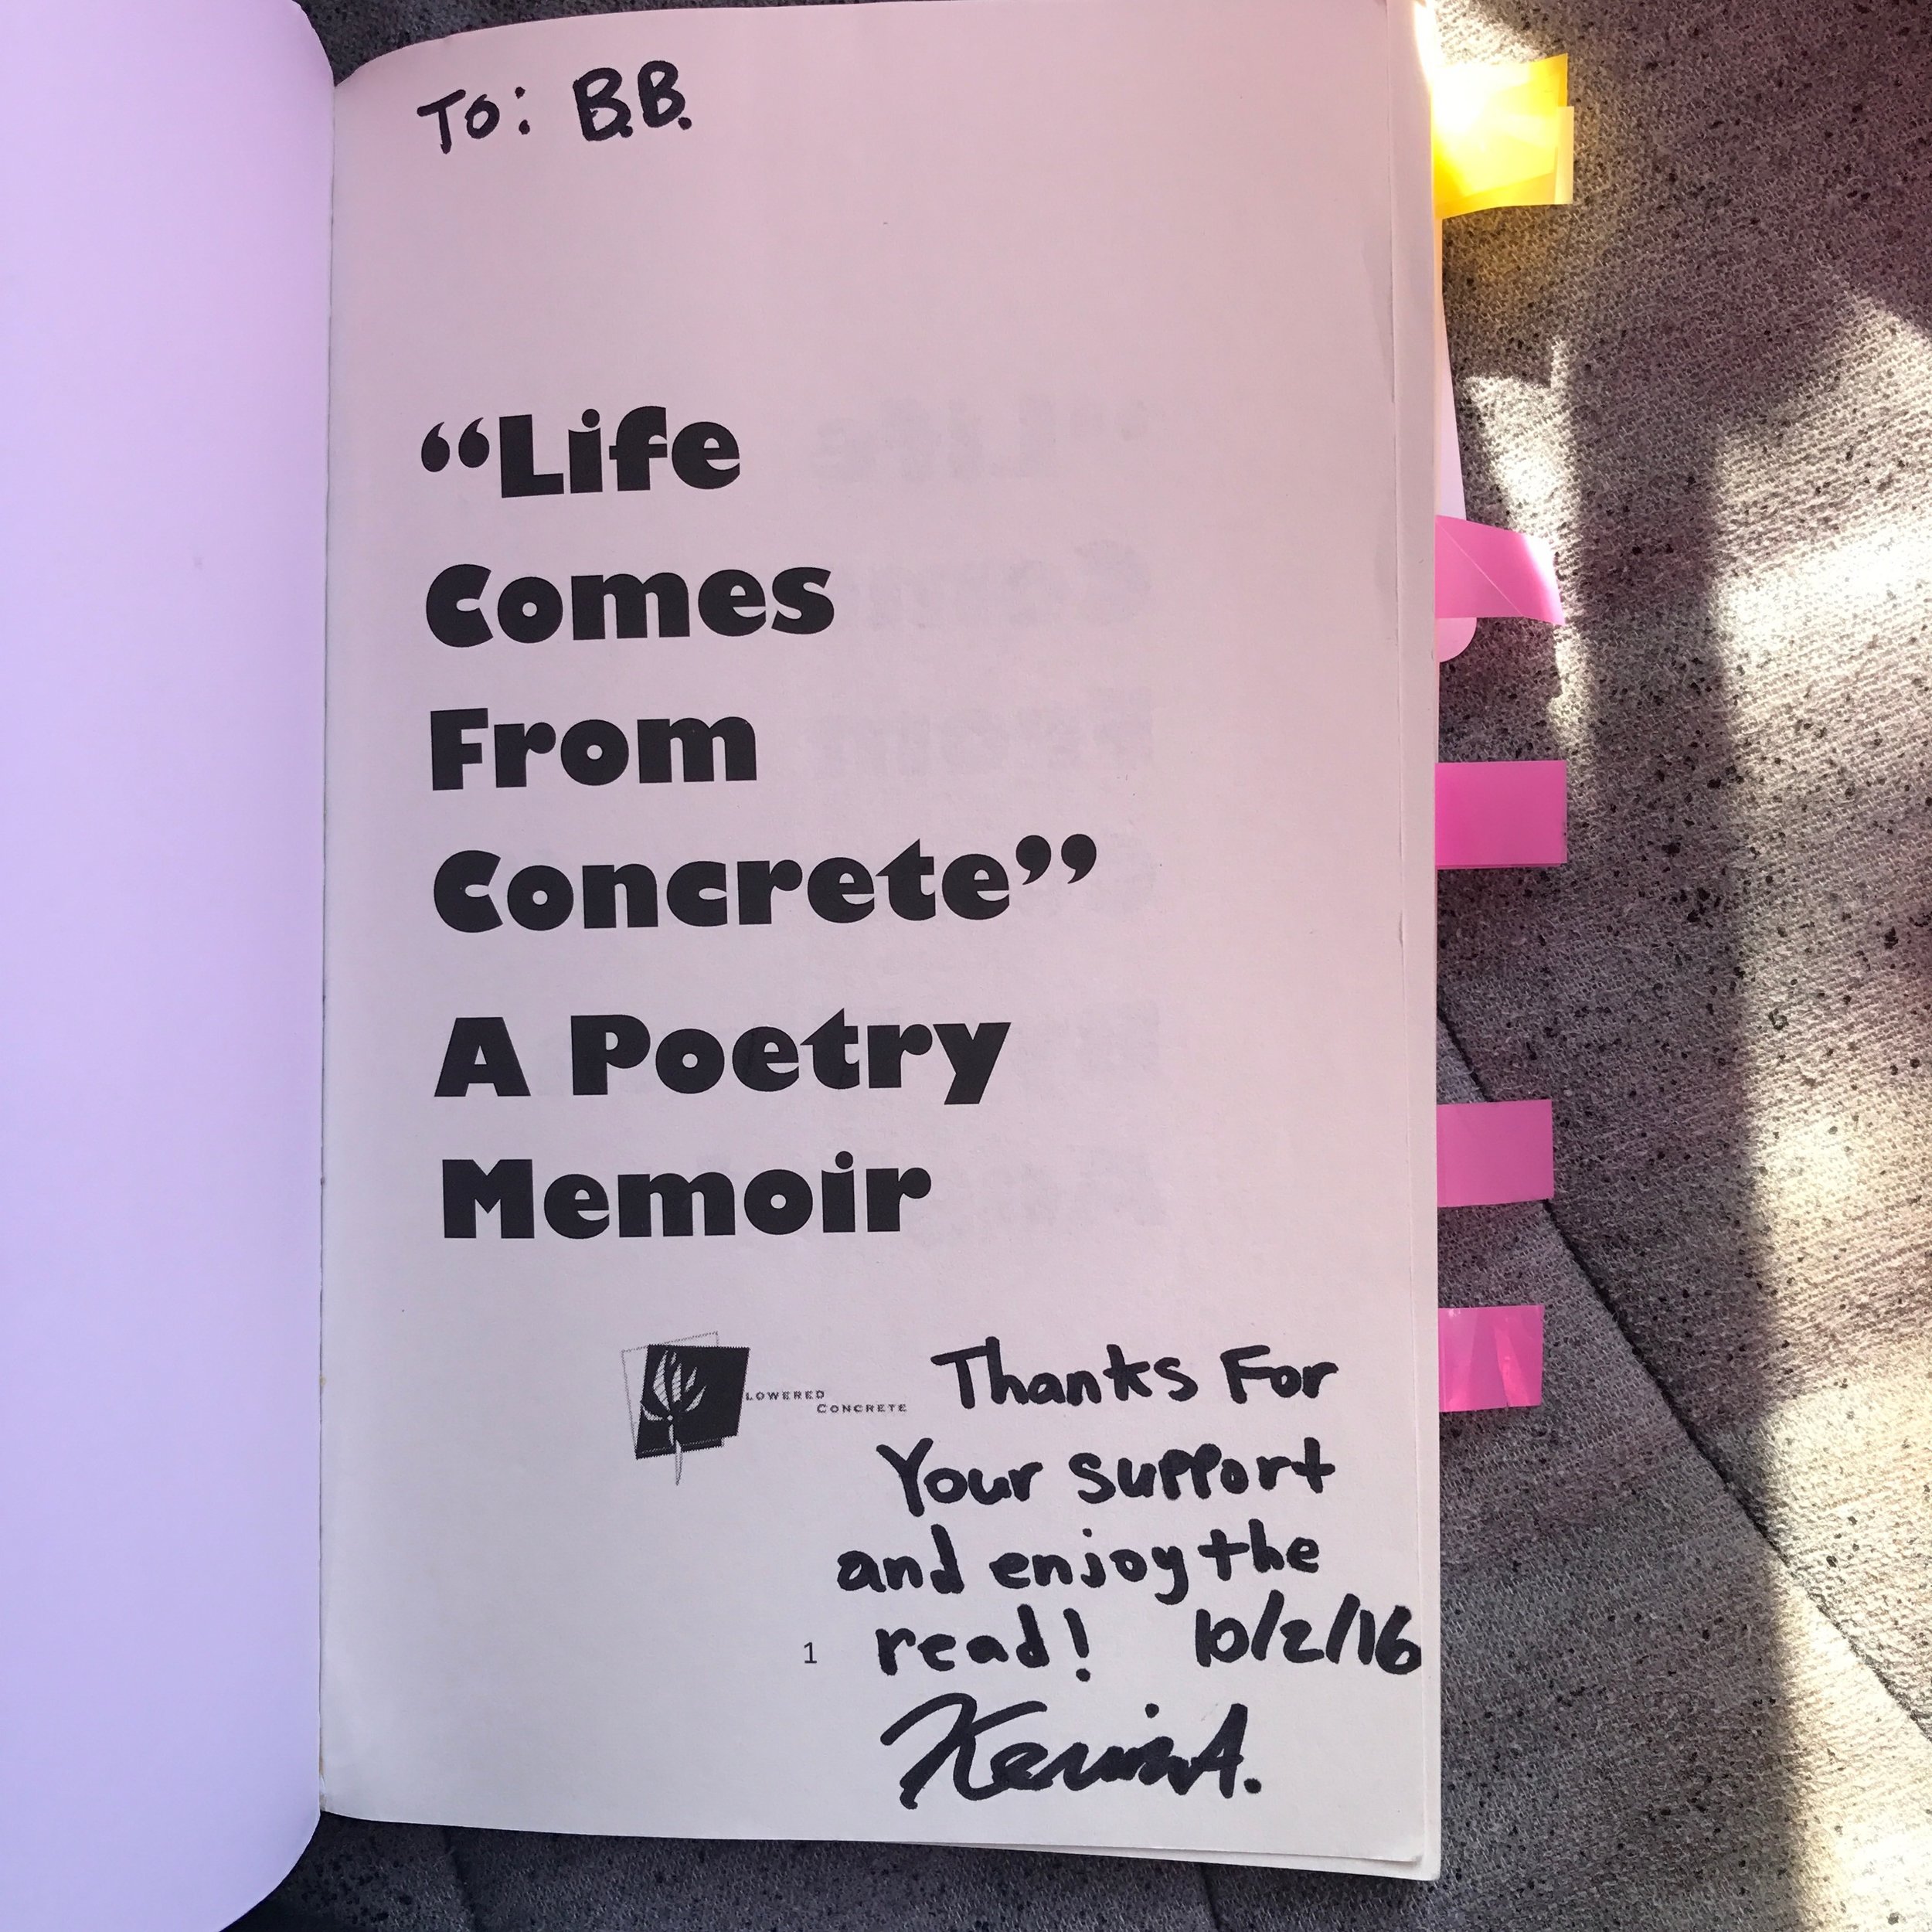 To: B.B.
“Life
Comes
From
Concrete”
A Poetry
Memoir
LOWERED
CONCRETE
Thanks For
Your support
and enjoy the
read! 10/2/16
1
Kevin A.